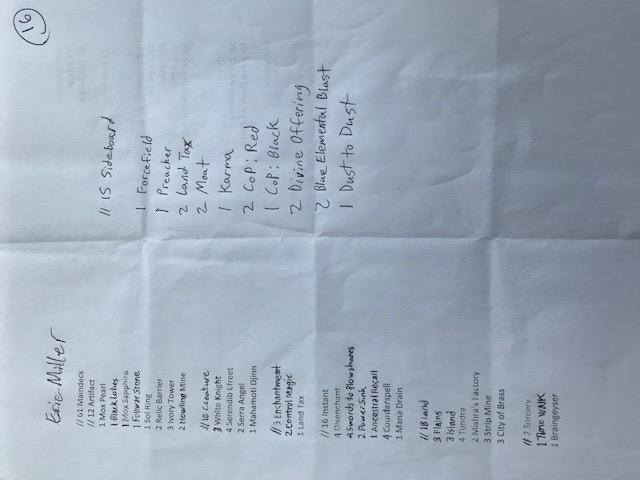 16
Eric Miller
// 61 Maindeck
// 12 Artifact
1 Mox Pearl
1 Black Lotus
1 Mox Sapphire
1 Fellwar Stone
1 Sol Ring
2 Relic Barrier
3 Ivory Tower
2 Howling Mine
// 10 Creature
3 White Knight
4 Serendib Efreet
2 Serra Angel
1 Mahamoti Djinn
// 3 Enchantment
2 Control Magic
1 Land Tax
// 16 Instant
4 Disenchant
4 Swords to Plowshares
2 Power Sink
1 Ancestral Recall
4 Counterspell
1 Mana Drain
// 18 Land
3 Plains
3 Island
4 Tundra
2 Mishra's Factory
3 Strip Mine
3 City of Brass
// 2 Sorcery
1 Time WALK
1 Braingeyser
// 15 Sideboard
1 Forcefield
1 Preacher
2 Land Tax
2 Moat
1 Karma
2 CoP: Red
1 CoP: Black
2 Divine Offering
2 Blue Elemental Blast
1 Dust to Dust